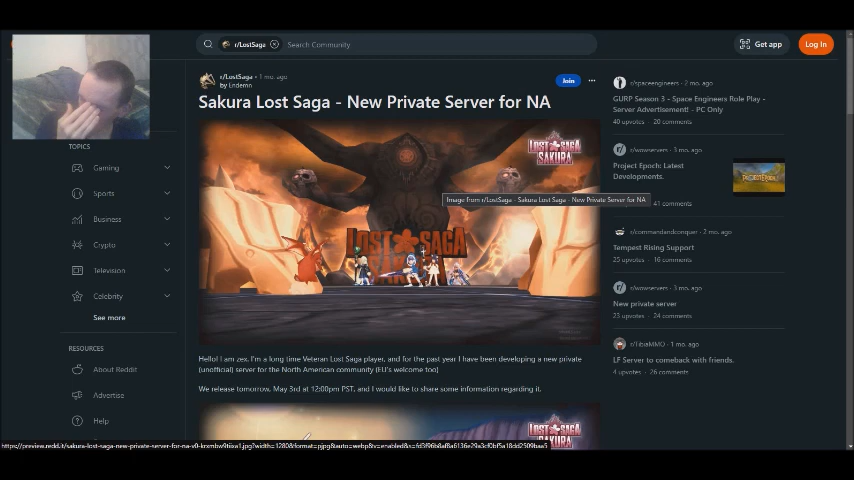 r/LostSaga
Search Community
Get app
Log In
r/LostSaga • 1 mo. ago
by Endemn
Join
Sakura Lost Saga - New Private Server for NA
LOST SAGA
SAKURA
Image from r/LostSaga - Sakura Lost Saga - New Private Server for NA
LOST SAGA
Hello! I am zex, I'm a long time Veteran Lost Saga player, and for the past year I have been developing a new private
(unofficial) server for the North American community (EU's welcome too)
We release tomorrow, May 3rd at 12:00pm PST, and I would like to share some information regarding it.
LOST SAGA
TOPICS
Gaming
Sports
Business
Crypto
Television
Celebrity
See more
RESOURCES
About Reddit
Advertise
Help
r/spaceengineers • 2 mo. ago
GURP Season 3 - Space Engineers Role Play -
Server Advertisement! - PC Only
40 upvotes · 20 comments
r/wowservers • 3 mo. ago
Project Epoch: Latest
Developments.
41 comments
r/commandandconquer • 2 mo. ago
Tempest Rising Support
25 upvotes · 16 comments
r/wowservers • 3 mo. ago
New private server
23 upvotes · 24 comments
r/TibiaMMO • 1 mo. ago
LF Server to comeback with friends.
4 upvotes · 26 comments